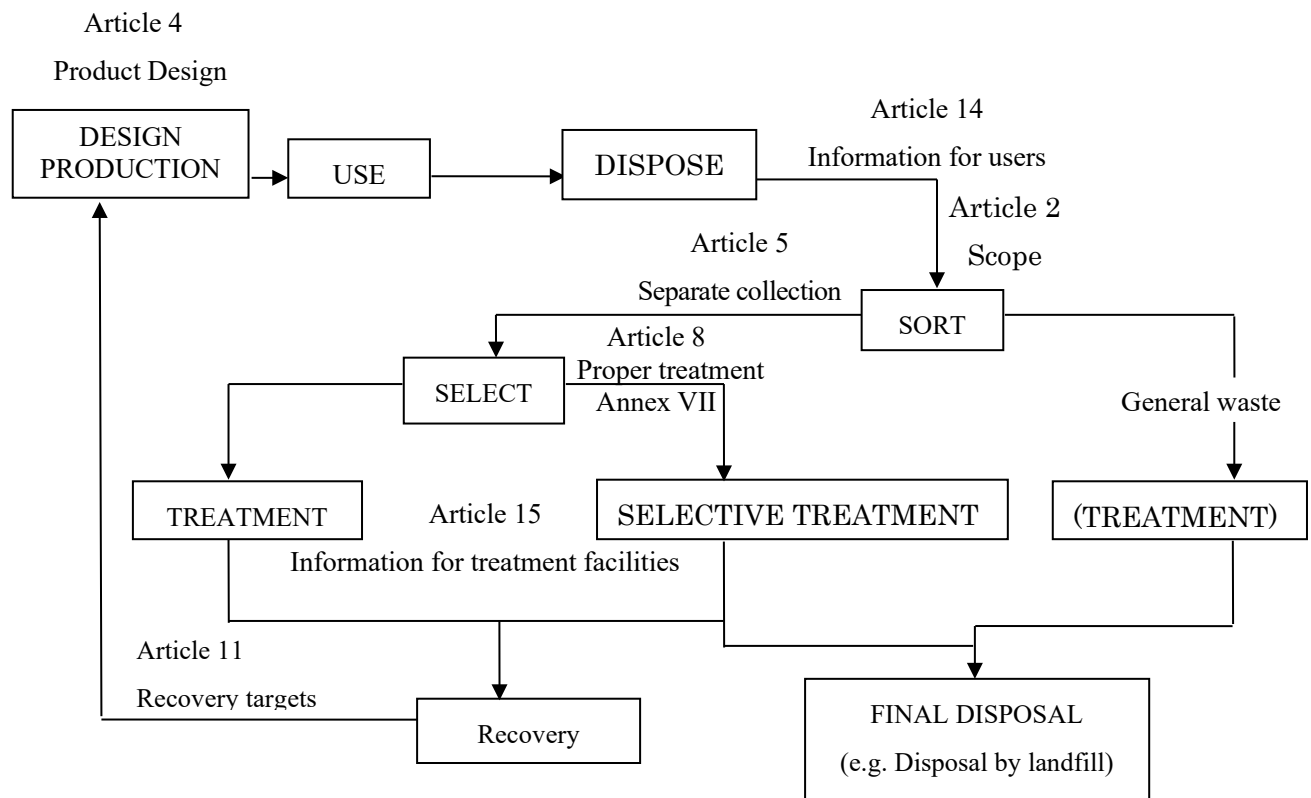 Article 4
Product Design
DESIGN
PRODUCTION
USE
DISPOSE
Article 14
Information for users
Article 2
Scope
Article 5
Separate collection
SORT
Article 8
Proper treatment
Annex VII
SELECT
General waste
TREATMENT
Article 15
Information for treatment facilities
SELECTIVE TREATMENT
(TREATMENT)
Article 11
Recovery targets
Recovery
FINAL DISPOSAL
(e.g. Disposal by landfill)